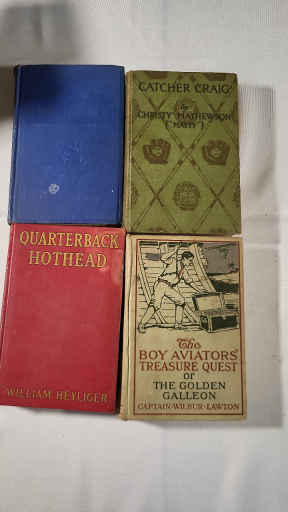 CATCHER CRAIG
by
CHRISTY MATHEWSON
("MATTY")
QUARTERBACK
HOTHEAD
WILLIAM HEYLIGER
The
BOY AVIATORS'
TREASURE QUEST
or
THE GOLDEN
GALLEON
CAPTAIN WILBUR LAWTON